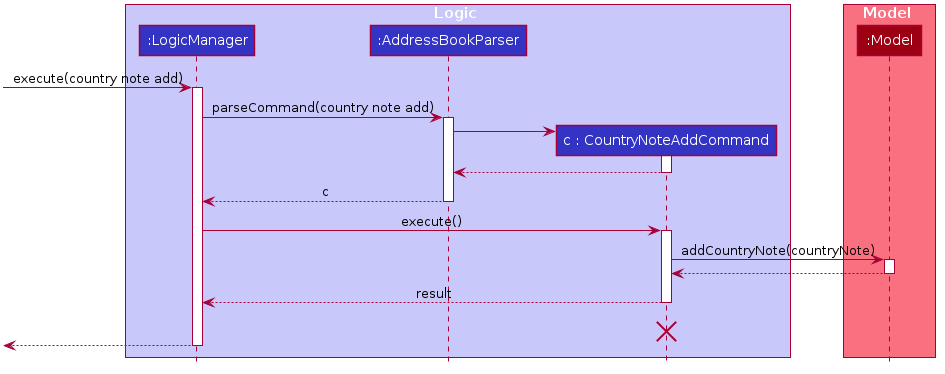 Logic
Model
:LogicManager
:AddressBookParser
:Model
execute(country note add)
parseCommand(country note add)
c : CountryNoteAddCommand
c
execute()
addCountryNote(countryNote)
result